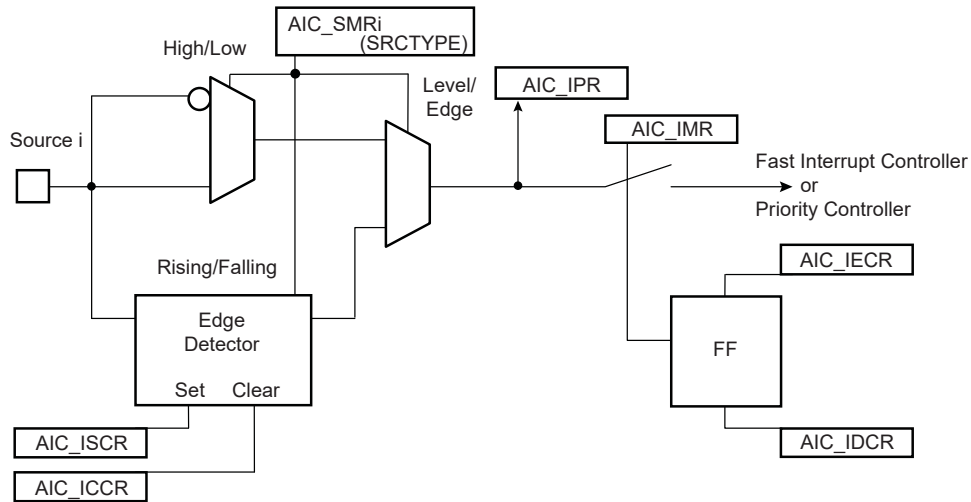 AIC_SMRi
(SRCTYPE)
High/Low
Level/
Edge
AIC_IPR
AIC_IMR
Source i
Fast Interrupt Controller
or
Priority Controller
Rising/Falling
AIC_IECR
Edge
Detector
FF
Set Clear
AIC_ISCR
AIC_IDCR
AIC_ICCR